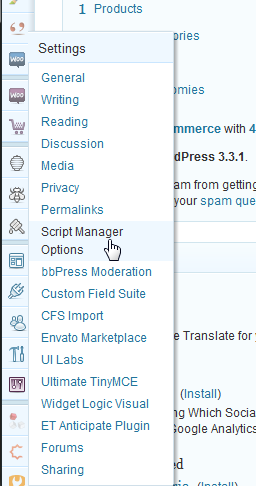 1 Products
ories
Settings
General
Writing
omies
Reading
Discussion
mmerce with 4
Media
rdPress 3.3.1.
Privacy
am from getting
Permalinks
your spam que
Script Manager
Options
bbPress Moderation
Custom Field Suite
CFS Import
Envato Marketplace
e Translate for y
UI Labs
Ultimate TinyMCE
(Install)
Widget Logic Visual
ng Which Socia
ET Anticipate Plugin
Google Analytics
Forums
ed
Sharing
(Install)